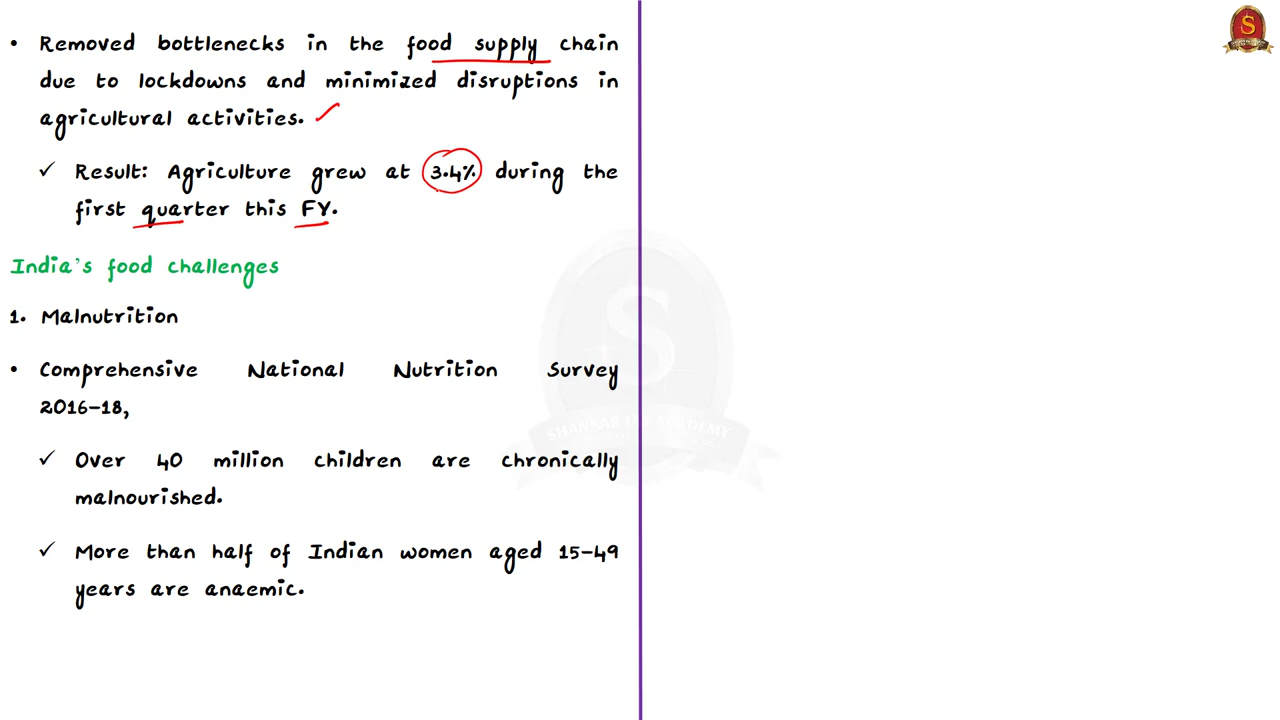 • Removed bottlenecks in the food supply chain
due to lockdowns and minimized disruptions in
agricultural activities.
✓ Result: Agriculture grew at 3.4% during the
first quarter this FY.
India's food challenges
1. Malnutrition
• Comprehensive National Nutrition Survey
2016-18,
✓ Over 40 million children are chronically
malnourished.
✓ More than half of Indian women aged 15-49
years are anaemic.
S
SHANKAR IAS ACADEMY
S